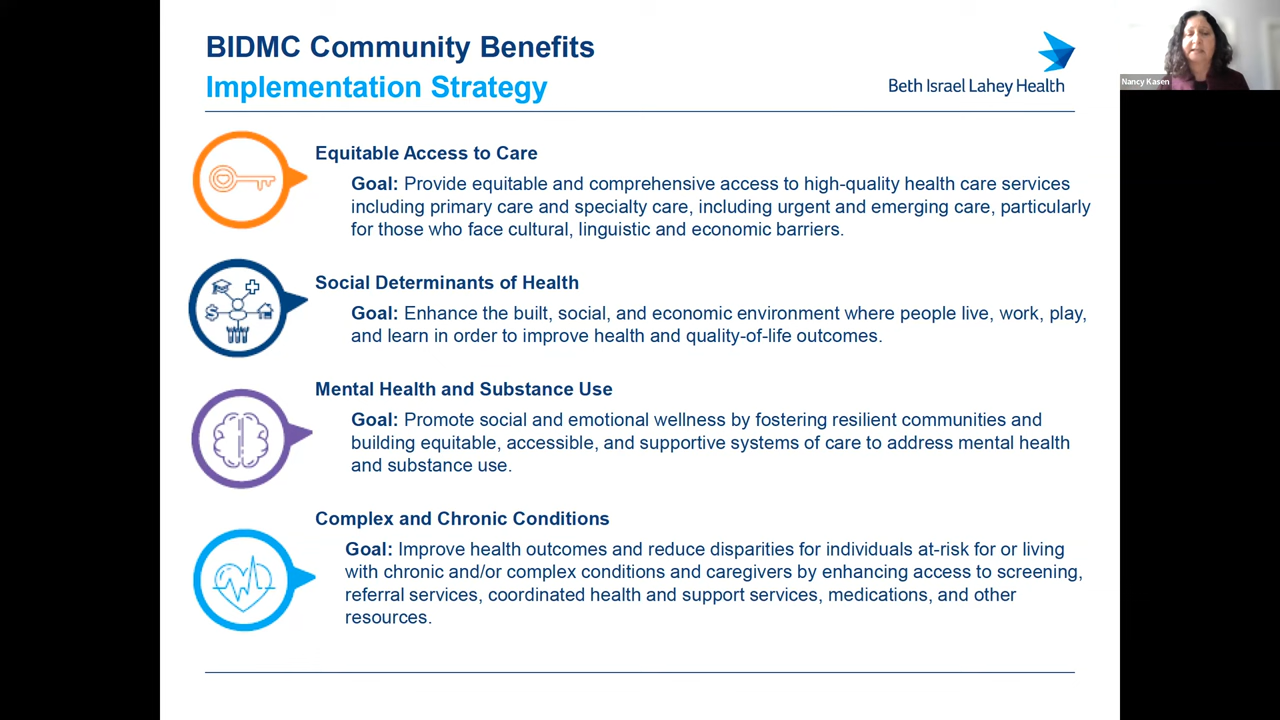 BIDMC Community Benefits
Implementation Strategy
Beth Israel Lahey Health
Nancy Kasen
Equitable Access to Care
Goal: Provide equitable and comprehensive access to high-quality health care services
including primary care and specialty care, including urgent and emerging care, particularly
for those who face cultural, linguistic and economic barriers.
Social Determinants of Health
Goal: Enhance the built, social, and economic environment where people live, work, play,
and learn in order to improve health and quality-of-life outcomes.
Mental Health and Substance Use
Goal: Promote social and emotional wellness by fostering resilient communities and
building equitable, accessible, and supportive systems of care to address mental health
and substance use.
Complex and Chronic Conditions
Goal: Improve health outcomes and reduce disparities for individuals at-risk for or living
with chronic and/or complex conditions and caregivers by enhancing access to screening,
referral services, coordinated health and support services, medications, and other
resources.